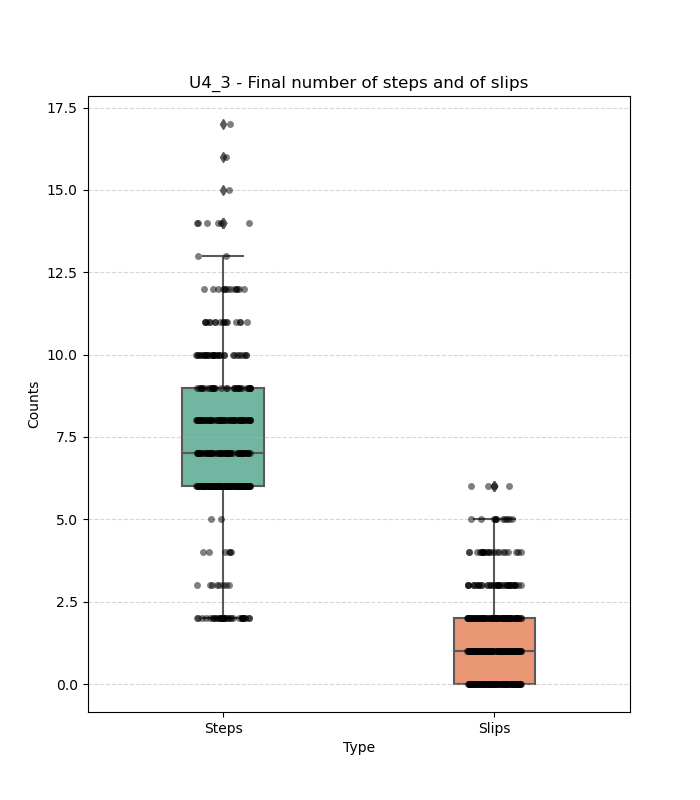 U4_3 - Final number of steps and of slips
17.5
15.0
12.5
10.0
7.5
5.0
2.5
0.0
Counts
Steps
Slips
Type